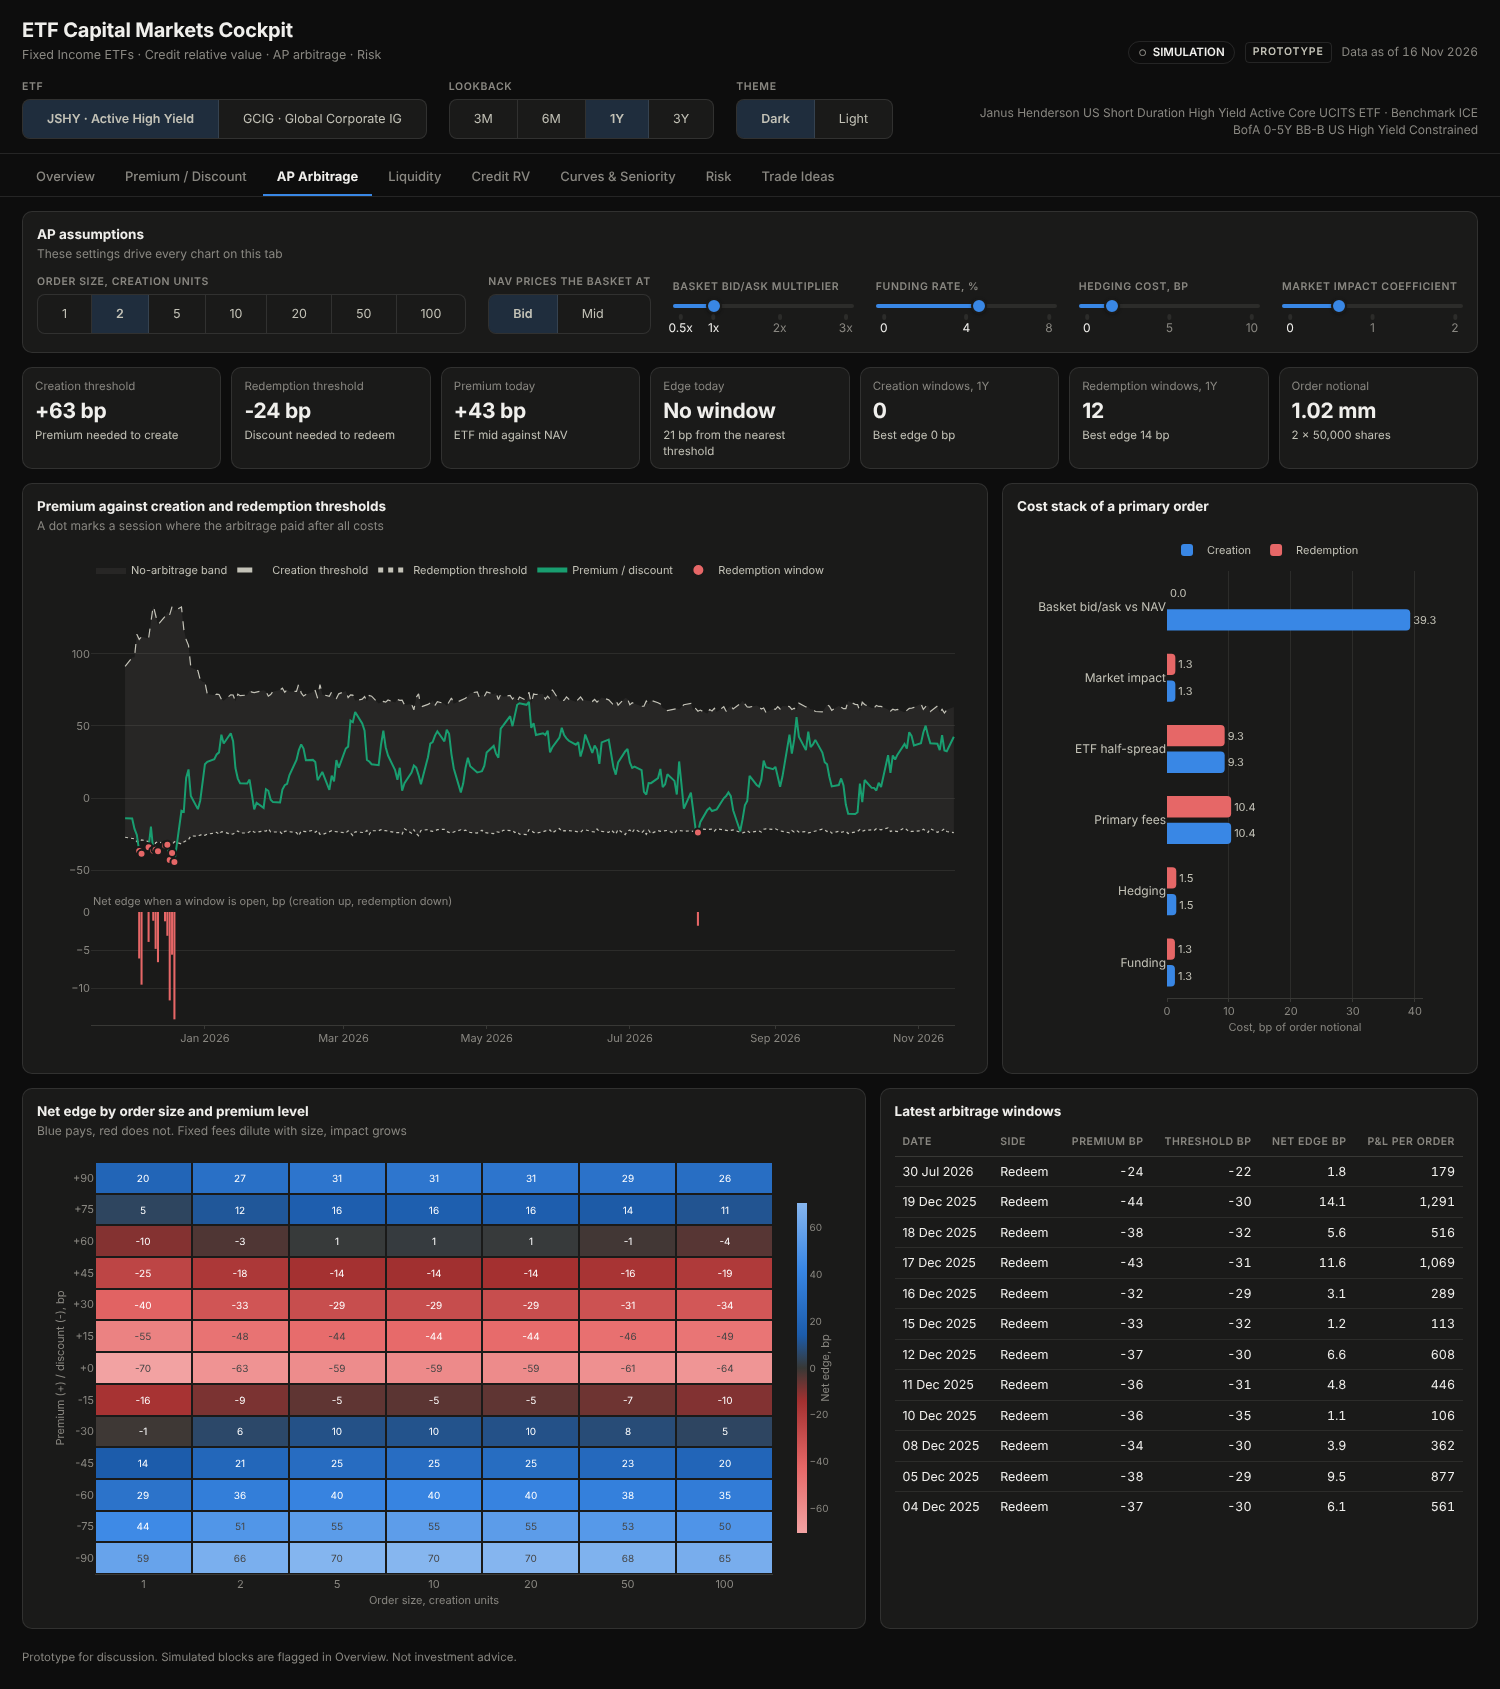 ETF Capital Markets Cockpit
Fixed Income ETFs · Credit relative value · AP arbitrage · Risk
SIMULATION PROTOTYPE Data as of 16 Nov 2026
ETF LOOKBACK THEME
JSHY · Active High Yield GCIG · Global Corporate IG 3M 6M 1Y 3Y Dark Light
Janus Henderson US Short Duration High Yield Active Core UCITS ETF · Benchmark ICE
BofA 0-5Y BB-B US High Yield Constrained
Overview Premium / Discount AP Arbitrage Liquidity Credit RV Curves & Seniority Risk Trade Ideas
AP assumptions
These settings drive every chart on this tab
ORDER SIZE, CREATION UNITS NAV PRICES THE BASKET AT BASKET BID/ASK MULTIPLIER FUNDING RATE, % HEDGING COST, BP MARKET IMPACT COEFFICIENT
1 2 5 10 20 50 100 Bid Mid
0.5x 1x 2x 3x 0 4 8 0 5 10 0 1 2
Creation threshold
+63 bp
Premium needed to create
Redemption threshold
-24 bp
Discount needed to redeem
Premium today
+43 bp
ETF mid against NAV
Edge today
No window
21 bp from the nearest
threshold
Creation windows, 1Y
0
Best edge 0 bp
Redemption windows, 1Y
12
Best edge 14 bp
Order notional
1.02 mm
2 × 50,000 shares
Premium against creation and redemption thresholds
A dot marks a session where the arbitrage paid after all costs
No-arbitrage band Creation threshold Redemption threshold Premium / discount Redemption window
100
50
0
−50
Net edge when a window is open, bp (creation up, redemption down)
0
−5
−10
Jan 2026 Mar 2026 May 2026 Jul 2026 Sep 2026 Nov 2026
Cost stack of a primary order
Creation Redemption
Basket bid/ask vs NAV 0.0
39.3
Market impact 1.3
1.3
ETF half-spread 9.3
9.3
Primary fees 10.4
10.4
Hedging 1.5
1.5
Funding 1.3
1.3
0 10 20 30 40
Cost, bp of order notional
Net edge by order size and premium level
Blue pays, red does not. Fixed fees dilute with size, impact grows
Premium (+) / discount (-), bp
+90 20 27 31 31 31 29 26
+75 5 12 16 16 16 14 11
+60 -10 -3 1 1 1 -1 -4
+45 -25 -18 -14 -14 -14 -16 -19
+30 -40 -33 -29 -29 -29 -31 -34
+15 -55 -48 -44 -44 -44 -46 -49
+0 -70 -63 -59 -59 -59 -61 -64
-15 -16 -9 -5 -5 -5 -7 -10
-30 -1 6 10 10 10 8 5
-45 14 21 25 25 25 23 20
-60 29 36 40 40 40 38 35
-75 44 51 55 55 55 53 50
-90 59 66 70 70 70 68 65
1 2 5 10 20 50 100
Order size, creation units
60
40
20
0
−20
−40
−60
Net edge, bp
Latest arbitrage windows
DATE SIDE PREMIUM BP THRESHOLD BP NET EDGE BP P&L PER ORDER
30 Jul 2026 Redeem -24 -22 1.8 179
19 Dec 2025 Redeem -44 -30 14.1 1,291
18 Dec 2025 Redeem -38 -32 5.6 516
17 Dec 2025 Redeem -43 -31 11.6 1,069
16 Dec 2025 Redeem -32 -29 3.1 289
15 Dec 2025 Redeem -33 -32 1.2 113
12 Dec 2025 Redeem -37 -30 6.6 608
11 Dec 2025 Redeem -36 -31 4.8 446
10 Dec 2025 Redeem -36 -35 1.1 106
08 Dec 2025 Redeem -34 -30 3.9 362
05 Dec 2025 Redeem -38 -29 9.5 877
04 Dec 2025 Redeem -37 -30 6.1 561
Prototype for discussion. Simulated blocks are flagged in Overview. Not investment advice.